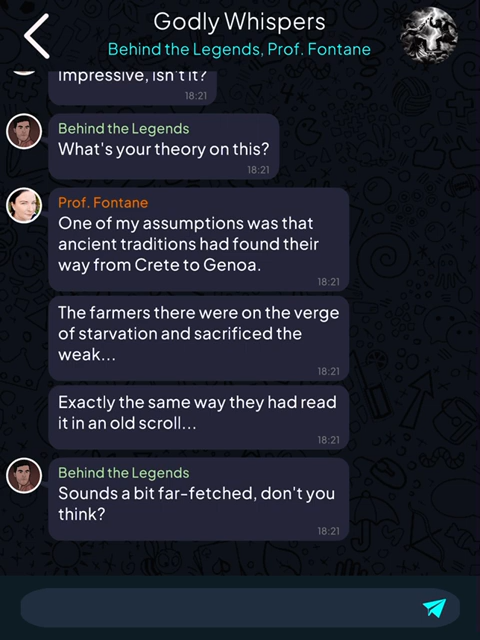 Godly Whispers
Behind the Legends, Prof. Fontane
impressive, isn't it?
18:21
Behind the Legends
What's your theory on this?
18:21
Prof. Fontane
One of my assumptions was that
ancient traditions had found their
way from Crete to Genoa.
18:21
The farmers there were on the verge
of starvation and sacrificed the
weak...
18:21
Exactly the same way they had read
it in an old scroll...
18:21
Behind the Legends
Sounds a bit far-fetched, don't you
think?
18:21